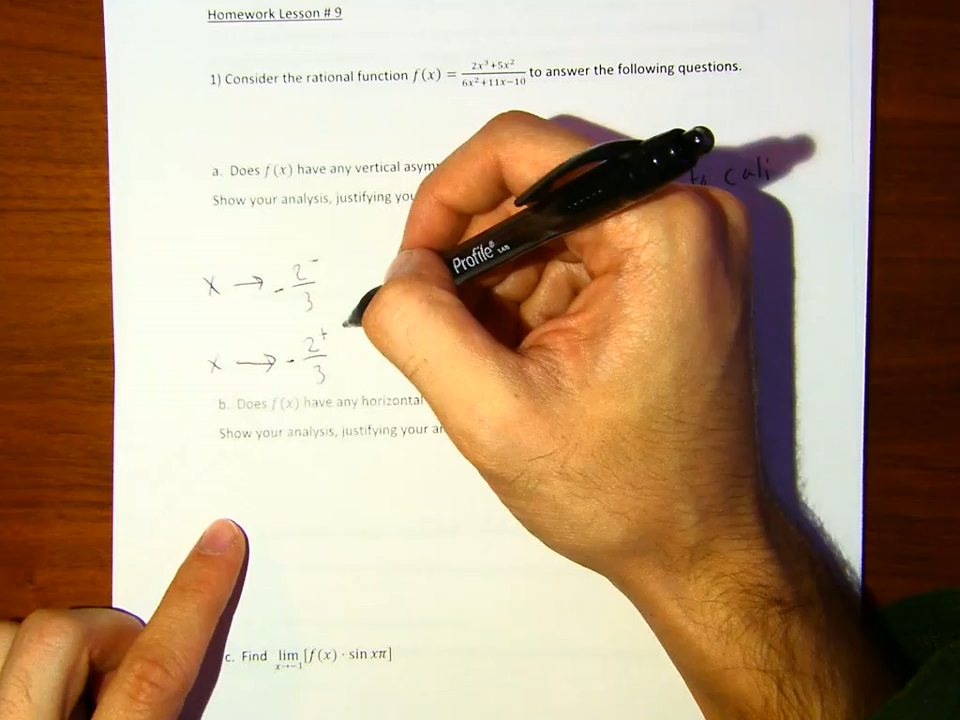 Homework Lesson # 9
1) Consider the rational function f(x) = (2x³+5x²)/(6x²+11x−10) to answer the following questions.
a. Does f(x) have any vertical
to cali
Show your analysis, justifying
Profile®
x → - 2⁻/3
x → - 2⁺/3
b. Does f(x) have any horizontal
Show your analysis, justifying your
c. Find lim x→−1 [f(x) · sin xπ]